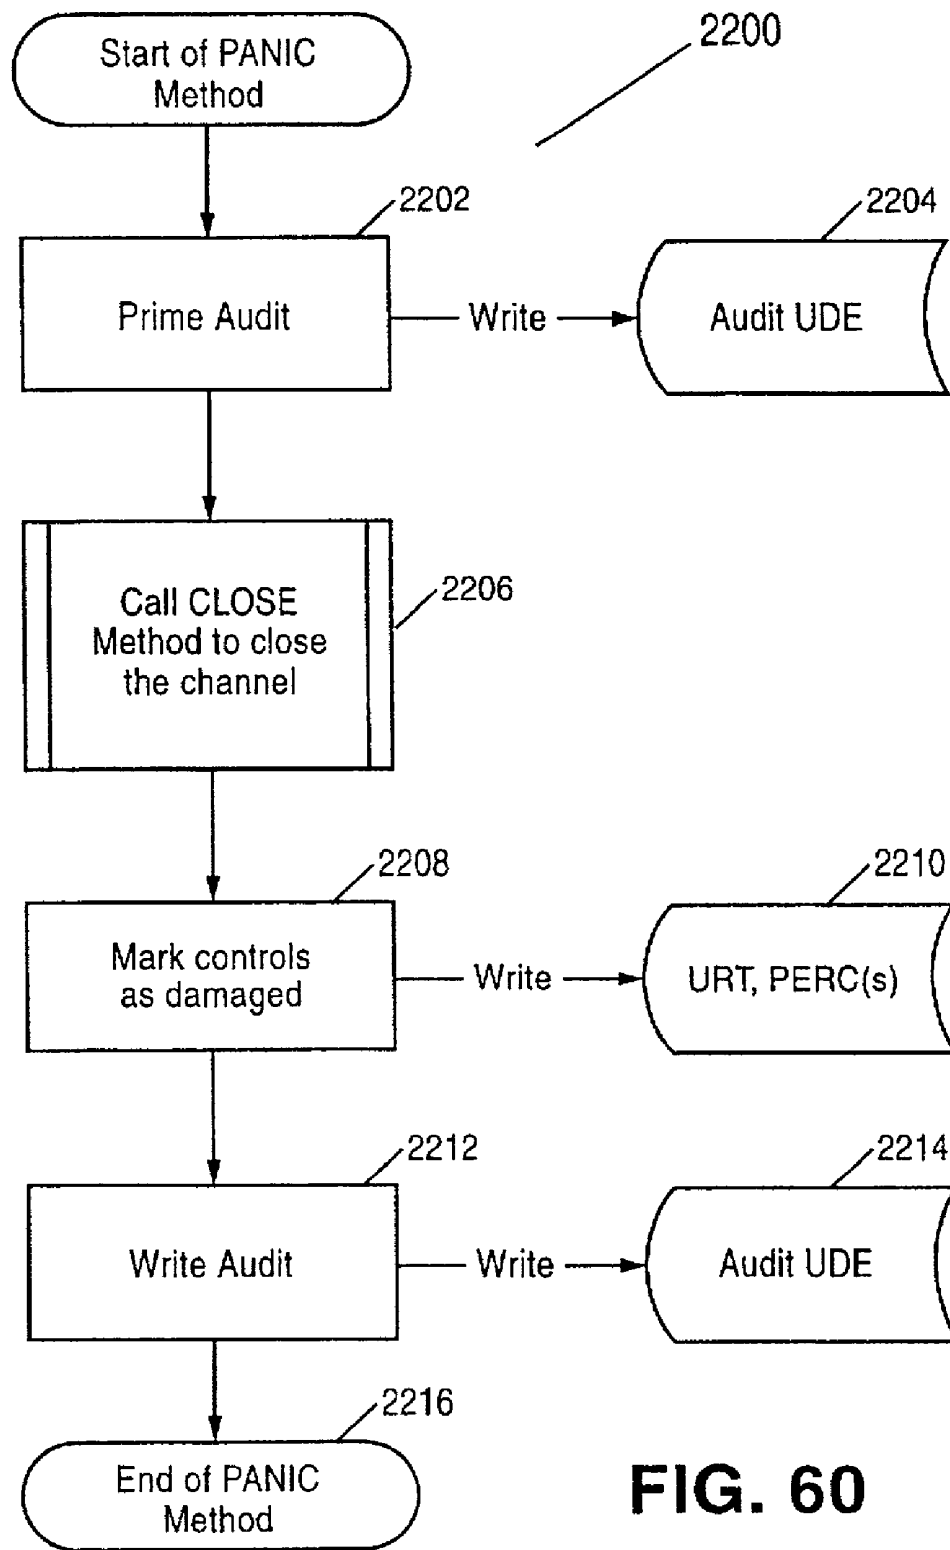 Start of PANIC
Method
2200
2202
2204
Prime Audit
Write
Audit UDE
Call CLOSE
Method to close
the channel
2206
2208
2210
Mark controls
as damaged
Write
URT, PERC(s)
2212
2214
Write Audit
Write
Audit UDE
2216
End of PANIC
Method
FIG. 60